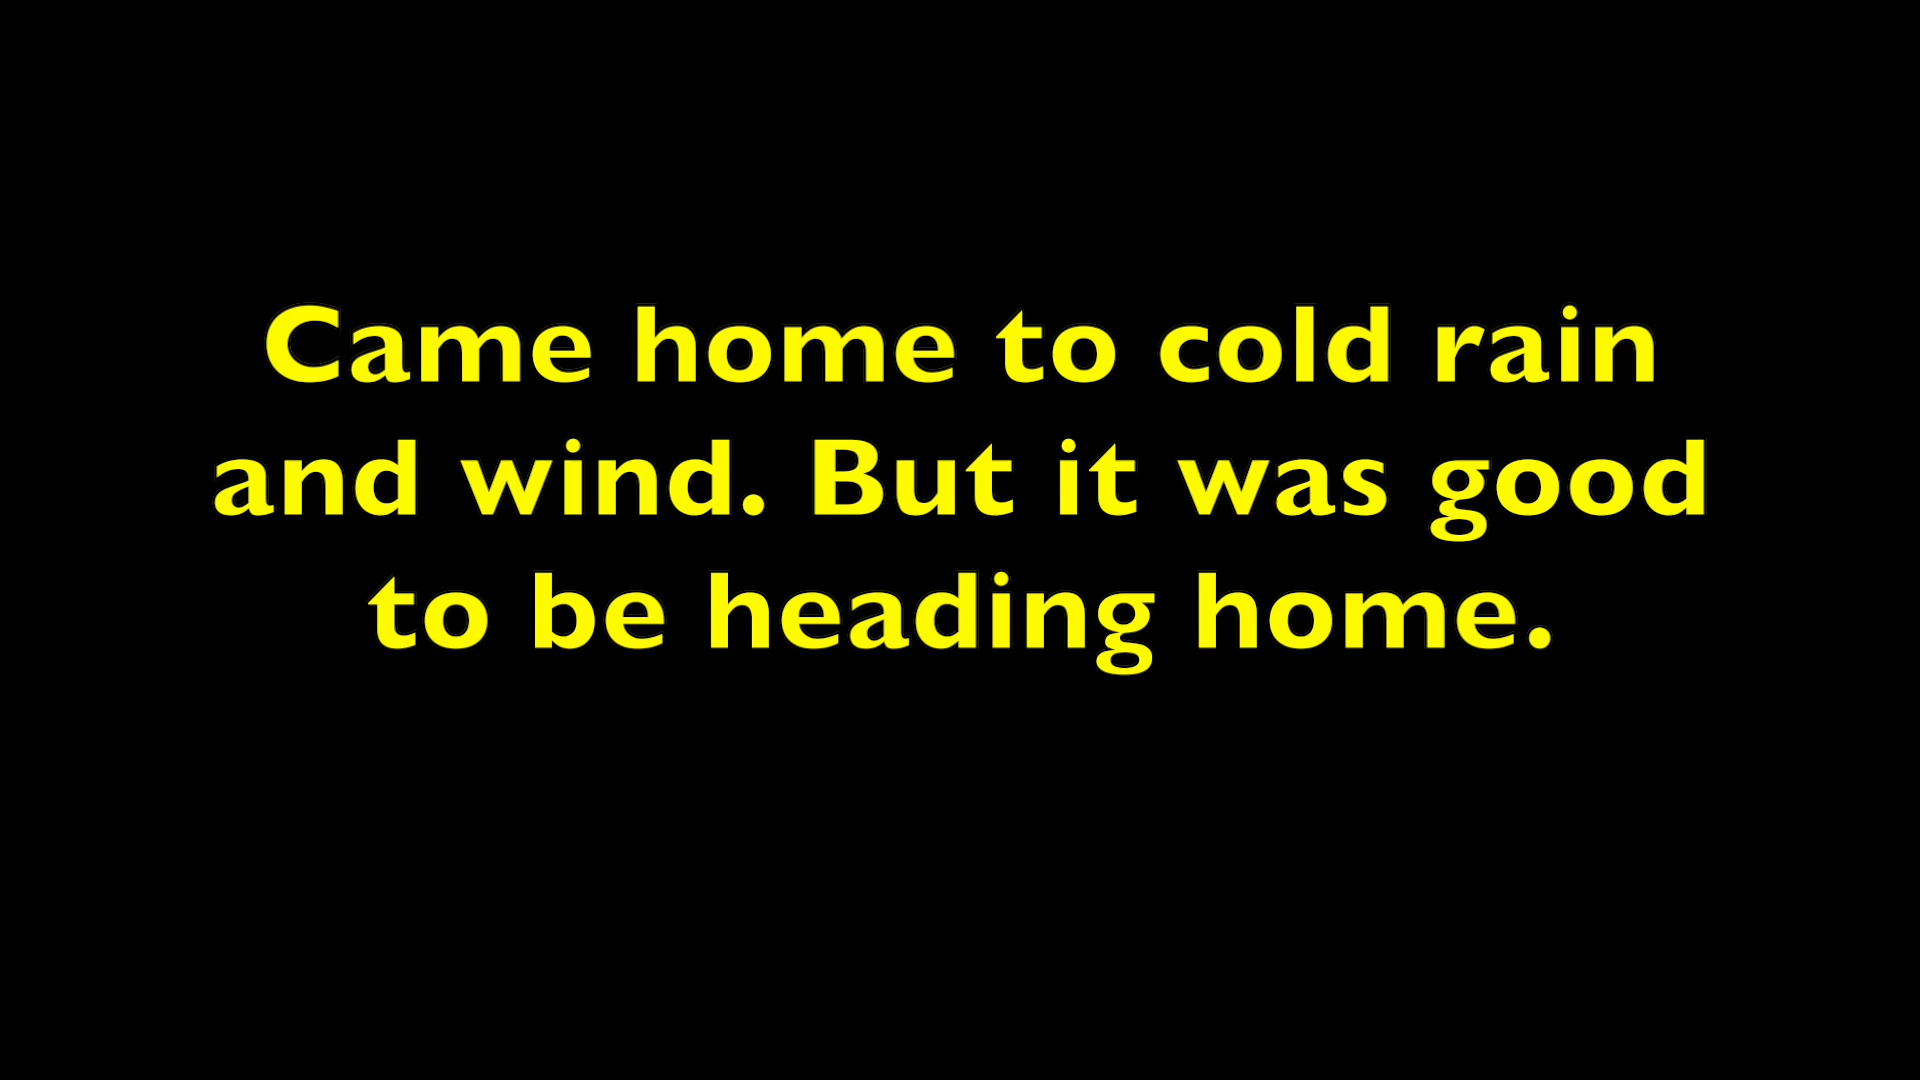 Came home to cold rain
and wind. But it was good
to be heading home.